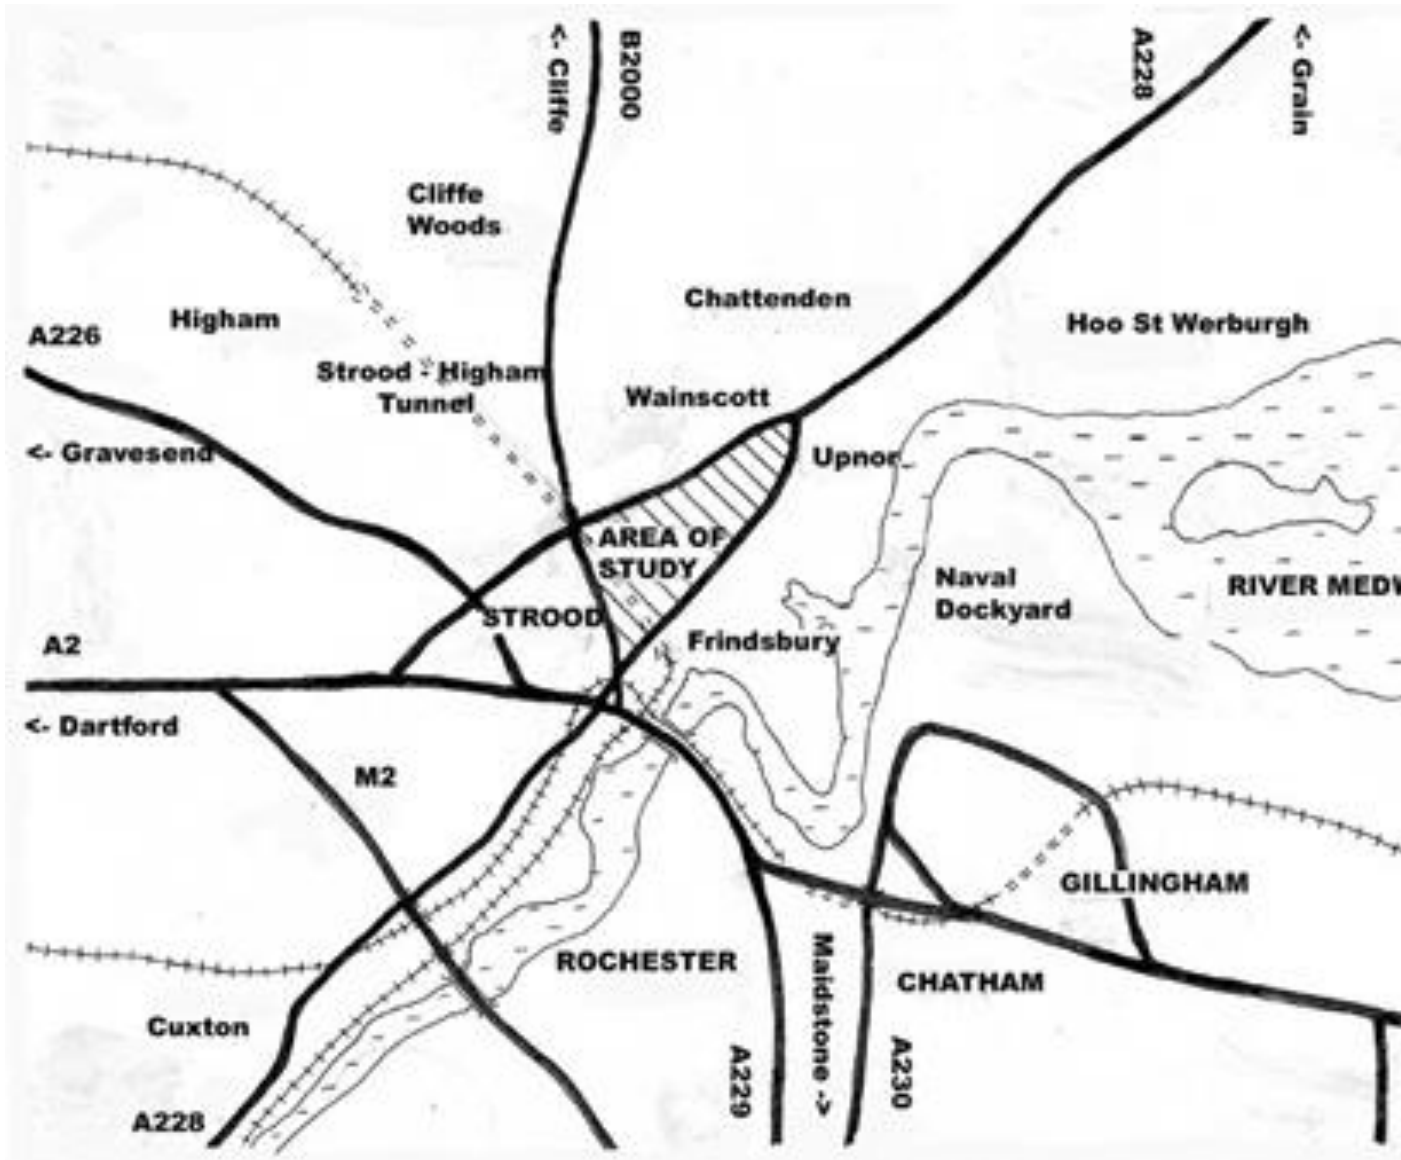 <- Cliffe
B2000
A228
<- Grain
Cliffe
Woods
Chattenden
Higham
Hoo St Werburgh
A226
Strood - Higham
Tunnel
Wainscott
<- Gravesend
Upnor
AREA OF
STUDY
Naval
Dockyard
RIVER MEDW
STROOD
Frindsbury
A2
<- Dartford
M2
GILLINGHAM
ROCHESTER
Maidstone ->
CHATHAM
Cuxton
A229
A230
A228